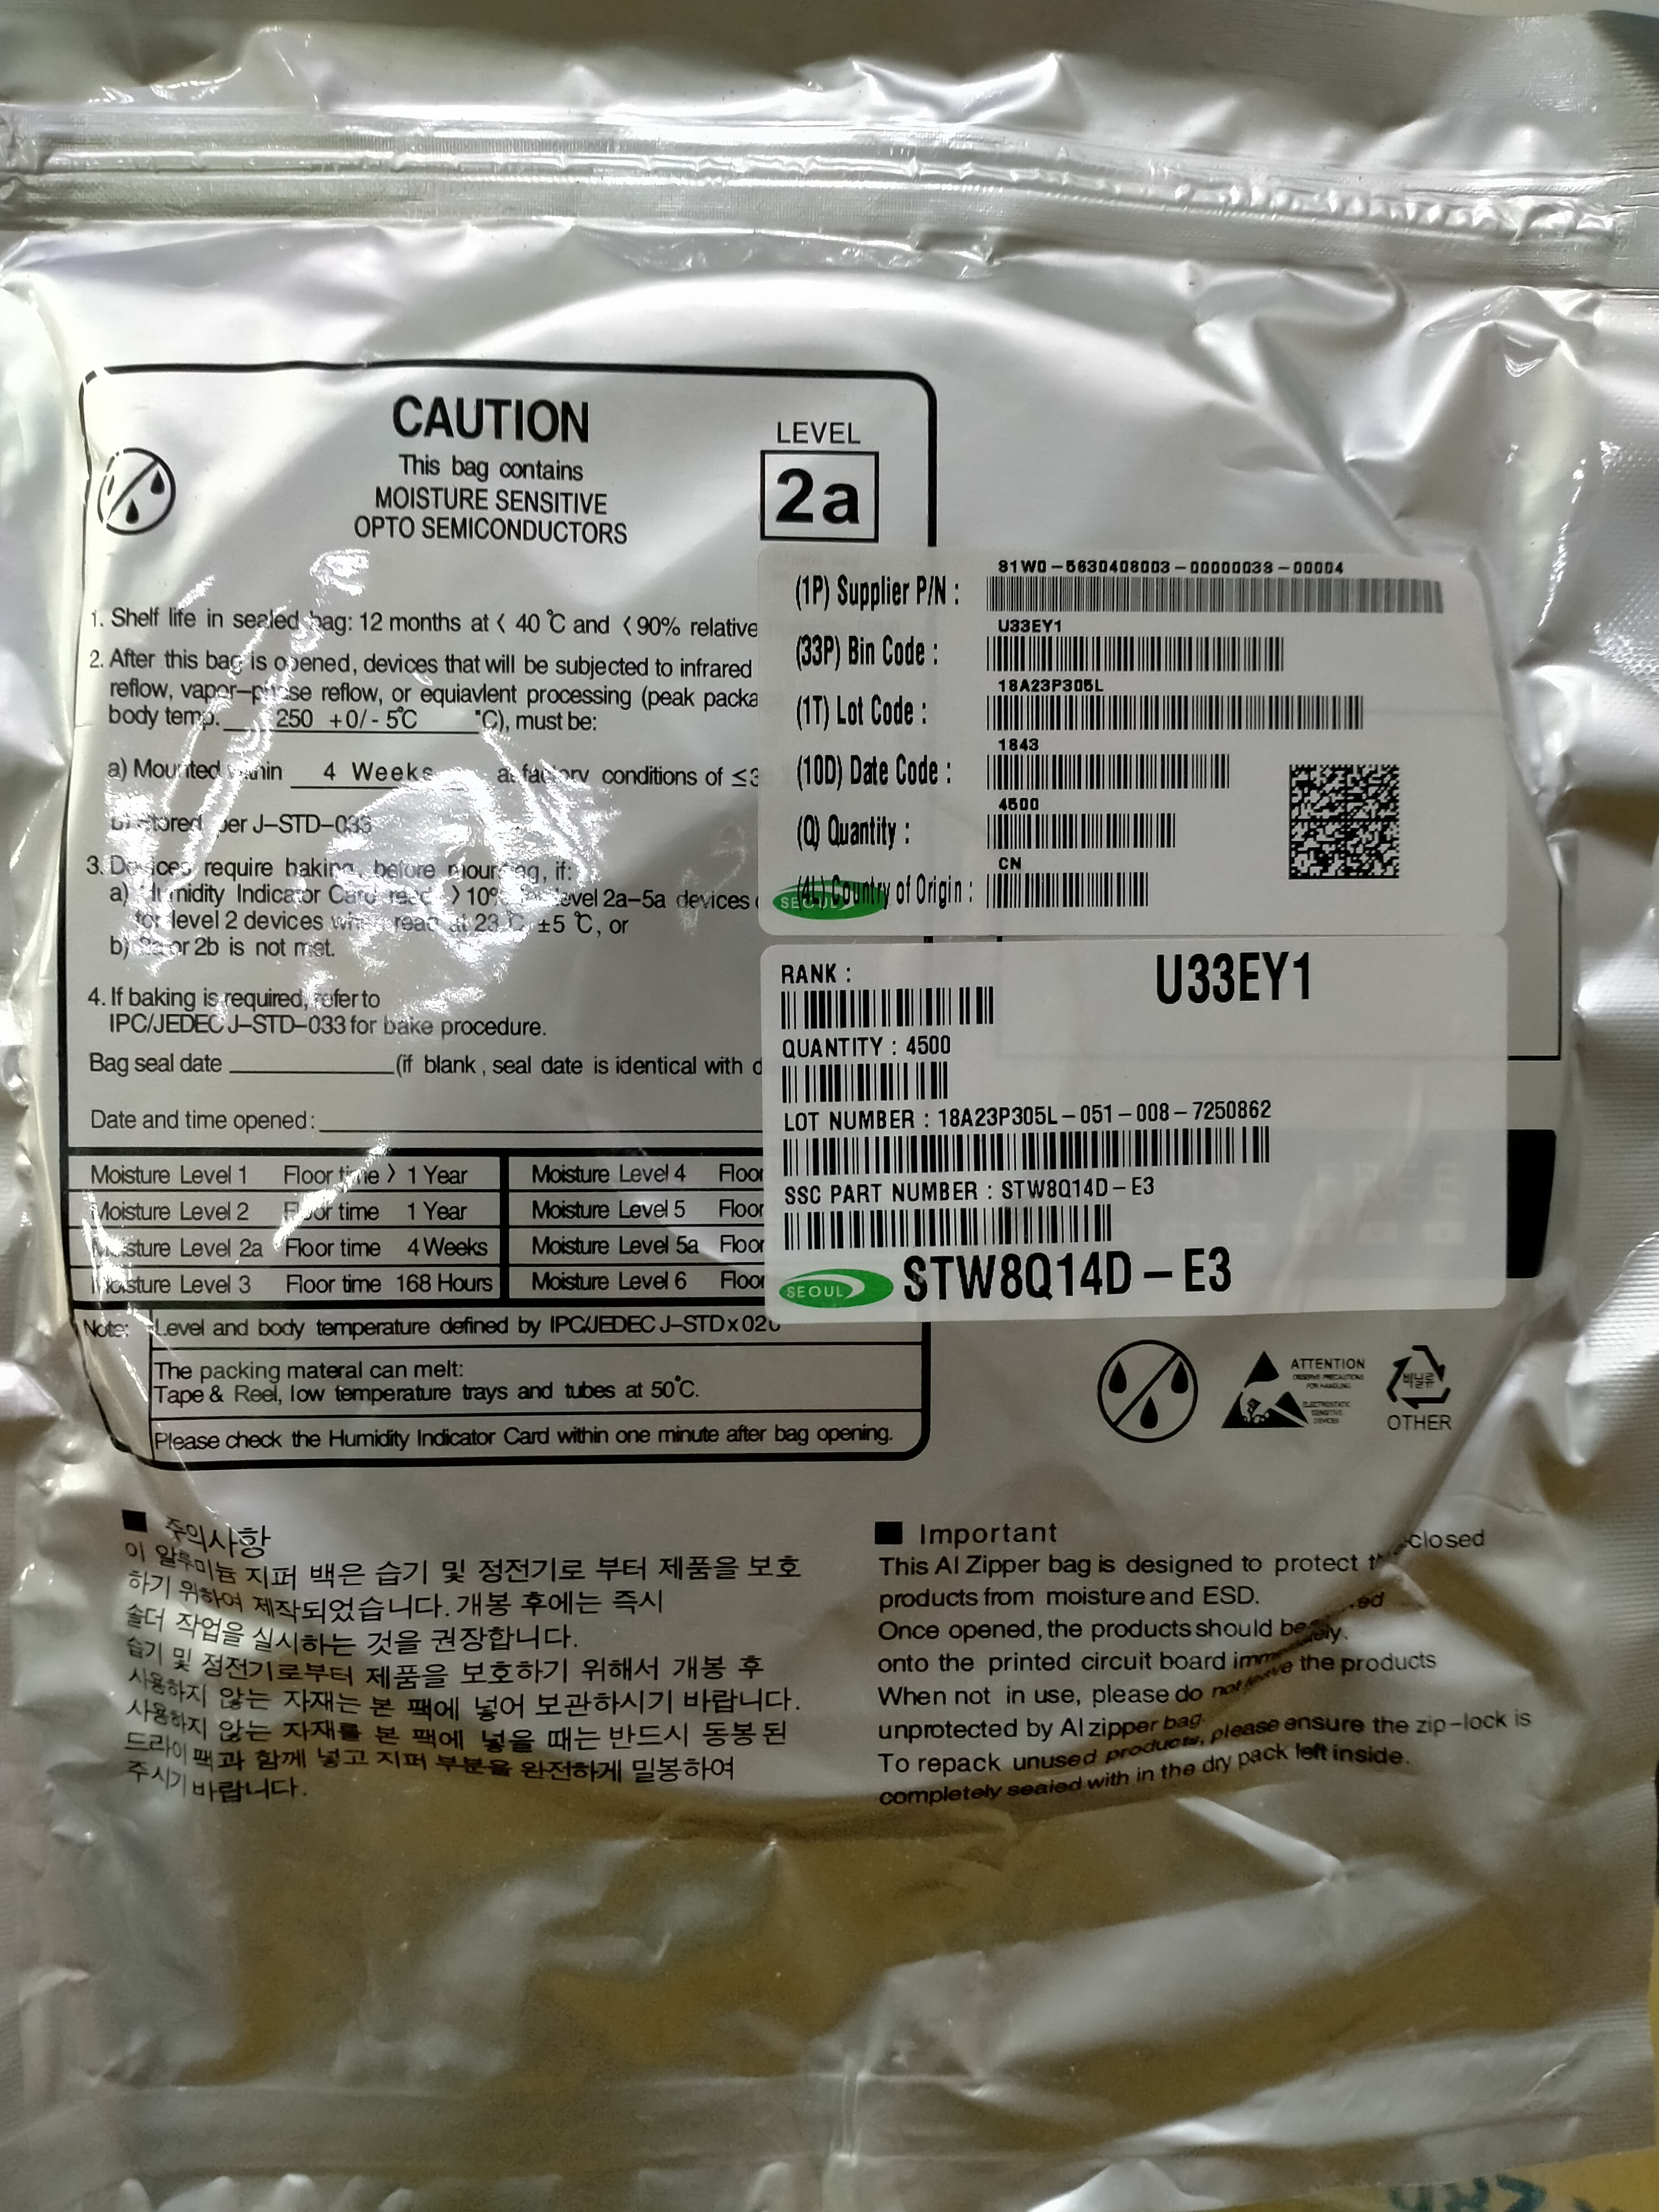 CAUTION
This bag contains
MOISTURE SENSITIVE
OPTO SEMICONDUCTORS
LEVEL
2a
1. Shelf life in sealed bag: 12 months at < 40 ℃ and < 90% relative
2. After this bag is opened, devices that will be subjected to infrared
reflow, vapor-phase reflow, or equiavlent processing (peak packa
body temp. 250 +0/- 5℃ ℃), must be:
a) Mounted within 4 Weeks at factory conditions of ≤3
b) Stored per J-STD-033
3. Devices require baking, before mounting, if:
a) Humidity Indicator Card read > 10% level 2a-5a devices
for level 2 devices when read at 23℃ ±5 ℃, or
b) 2a or 2b is not met.
4. If baking is required, refer to
IPC/JEDEC J-STD-033 for bake procedure.
Bag seal date (if blank, seal date is identical with
Date and time opened:
Moisture Level 1 Floor time > 1 Year
Moisture Level 2 Floor time 1 Year
Moisture Level 2a Floor time 4 Weeks
Moisture Level 3 Floor time 168 Hours
Moisture Level 4 Floor
Moisture Level 5 Floor
Moisture Level 5a Floor
Moisture Level 6 Floor
Note: Level and body temperature defined by IPC/JEDEC J-STDx020
The packing materal can melt:
Tape & Reel, low temperature trays and tubes at 50℃.
Please check the Humidity Indicator Card within one minute after bag opening.
(1P) Supplier P/N :
(33P) Bin Code : U33EY1
(1T) Lot Code : 18A23P305L
(10D) Date Code : 1843
(Q) Quantity : 4500
(4L) Country of Origin : CN
SEOUL
RANK :
U33EY1
QUANTITY : 4500
LOT NUMBER : 18A23P305L-051-008-7250862
SSC PART NUMBER : STW8Q14D-E3
SEOUL
STW8Q14D-E3
ATTENTION
OBSERVE PRECAUTIONS
FOR HANDLING
ELECTROSTATIC
SENSITIVE
DEVICES
비닐류
OTHER
■ 주의사항
이 알루미늄 지퍼 백은 습기 및 정전기로 부터 제품을 보호
하기 위하여 제작되었습니다. 개봉 후에는 즉시
솔더 작업을 실시하는 것을 권장합니다.
습기 및 정전기로부터 제품을 보호하기 위해서 개봉 후
사용하지 않는 자재는 본 팩에 넣어 보관하시기 바랍니다.
사용하지 않는 자재를 본 팩에 넣을 때는 반드시 동봉된
드라이팩과 함께 넣고 지퍼 부분을 완전하게 밀봉하여
주시기 바랍니다.
■ Important
This Al Zipper bag is designed to protect
products from moisture and ESD.
Once opened, the products should be
onto the printed circuit board immediately.
When not in use, please do not leave the products
unprotected by Al zipper bag.
To repack unused products, please ensure the zip-lock is
completely sealed with in the dry pack left inside.